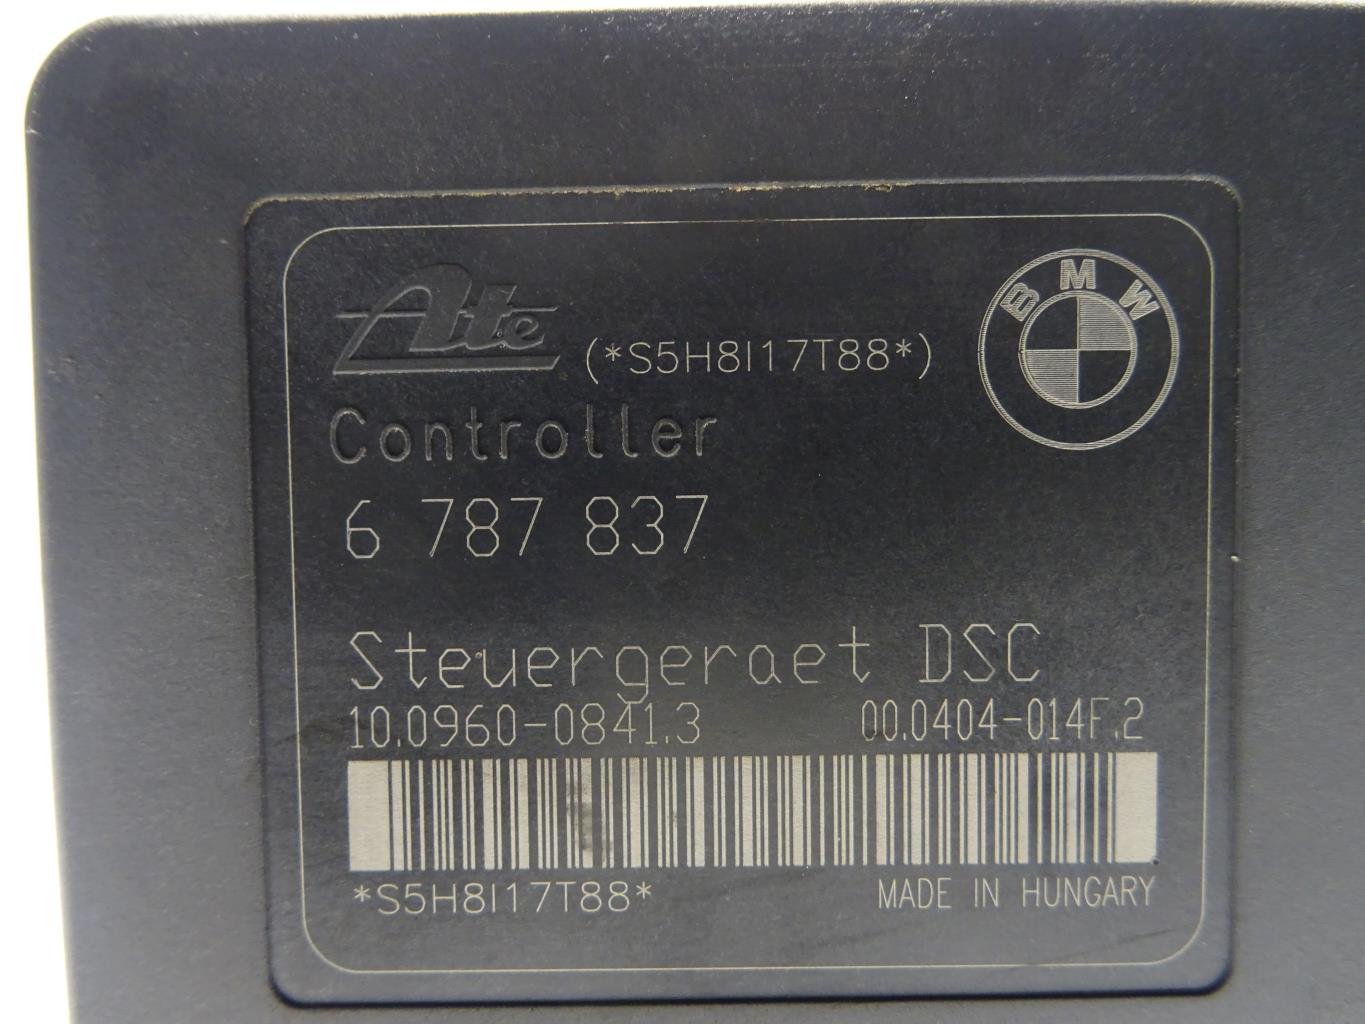 Ate (*S5H8I17T88*)
BMW
Controller
6 787 837
Steuergeraet DSC
10.0960-0841.3 00.0404-014F.2
*S5H8I17T88* MADE IN HUNGARY